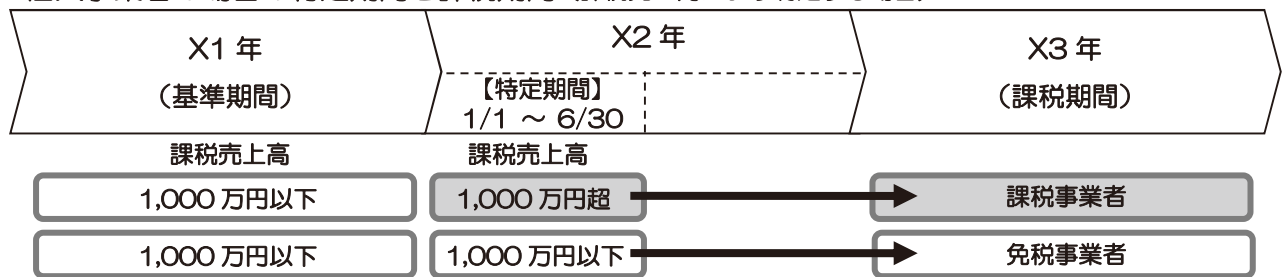 X1 年
（基準期間）
X2 年
【特定期間】
1/1 ～ 6/30
X3 年
（課税期間）
課税売上高
課税売上高
1,000 万円以下
1,000 万円超
課税事業者
1,000 万円以下
1,000 万円以下
免税事業者